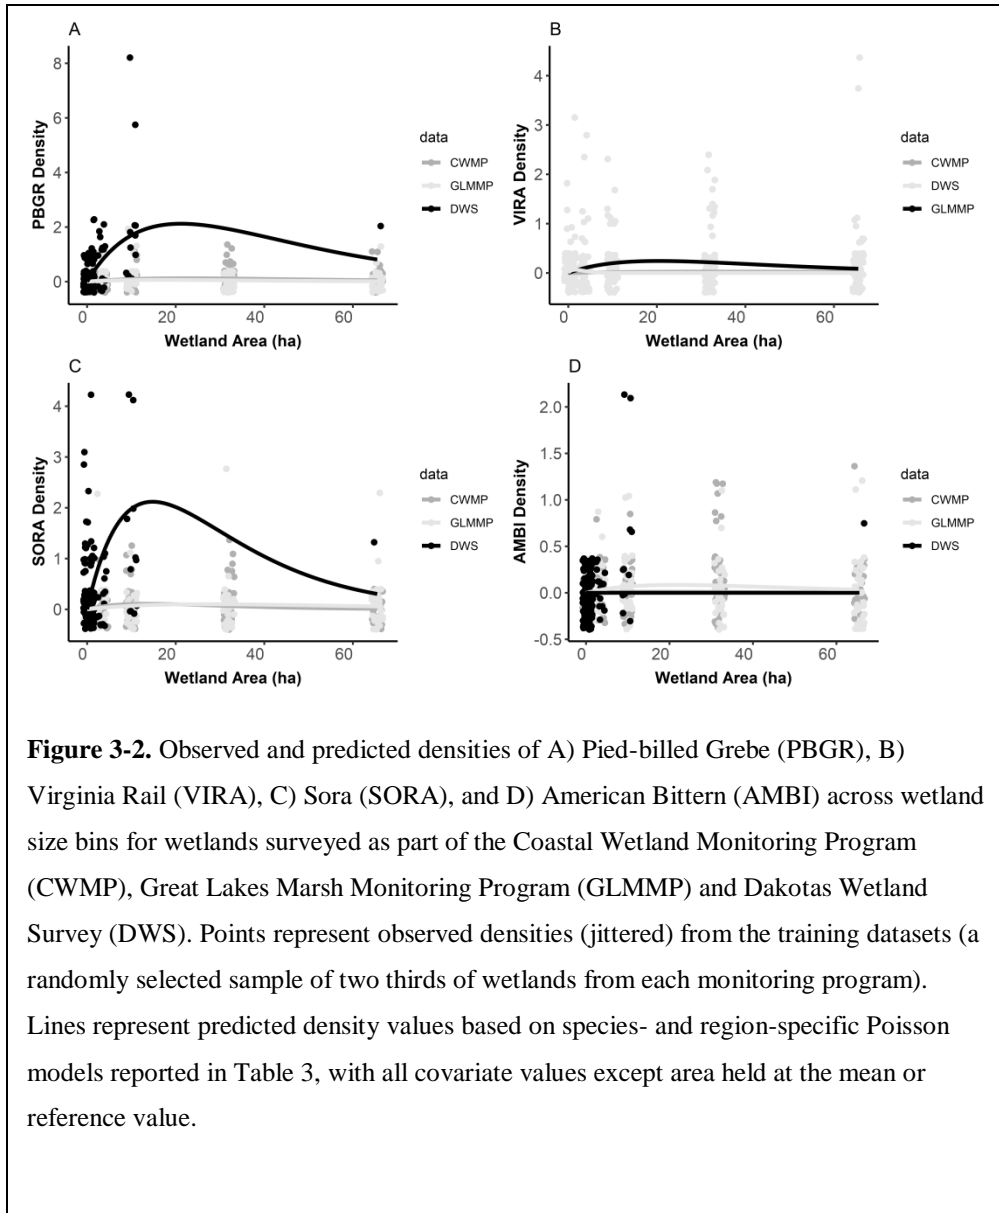 A
8
6
4
2
0
PBGR Density
0
20
40
60
Wetland Area (ha)
data
CWMP
GLMMP
DWS
B
4
3
2
1
0
VIRA Density
0
20
40
60
Wetland Area (ha)
data
CWMP
DWS
GLMMP
C
4
3
2
1
0
SORA Density
0
20
40
60
Wetland Area (ha)
data
CWMP
GLMMP
DWS
D
2.0
1.5
1.0
0.5
0.0
-0.5
AMBI Density
0
20
40
60
Wetland Area (ha)
data
CWMP
GLMMP
DWS
Figure 3-2. Observed and predicted densities of A) Pied-billed Grebe (PBGR), B)
Virginia Rail (VIRA), C) Sora (SORA), and D) American Bittern (AMBI) across wetland
size bins for wetlands surveyed as part of the Coastal Wetland Monitoring Program
(CWMP), Great Lakes Marsh Monitoring Program (GLMMP) and Dakotas Wetland
Survey (DWS). Points represent observed densities (jittered) from the training datasets (a
randomly selected sample of two thirds of wetlands from each monitoring program).
Lines represent predicted density values based on species- and region-specific Poisson
models reported in Table 3, with all covariate values except area held at the mean or
reference value.